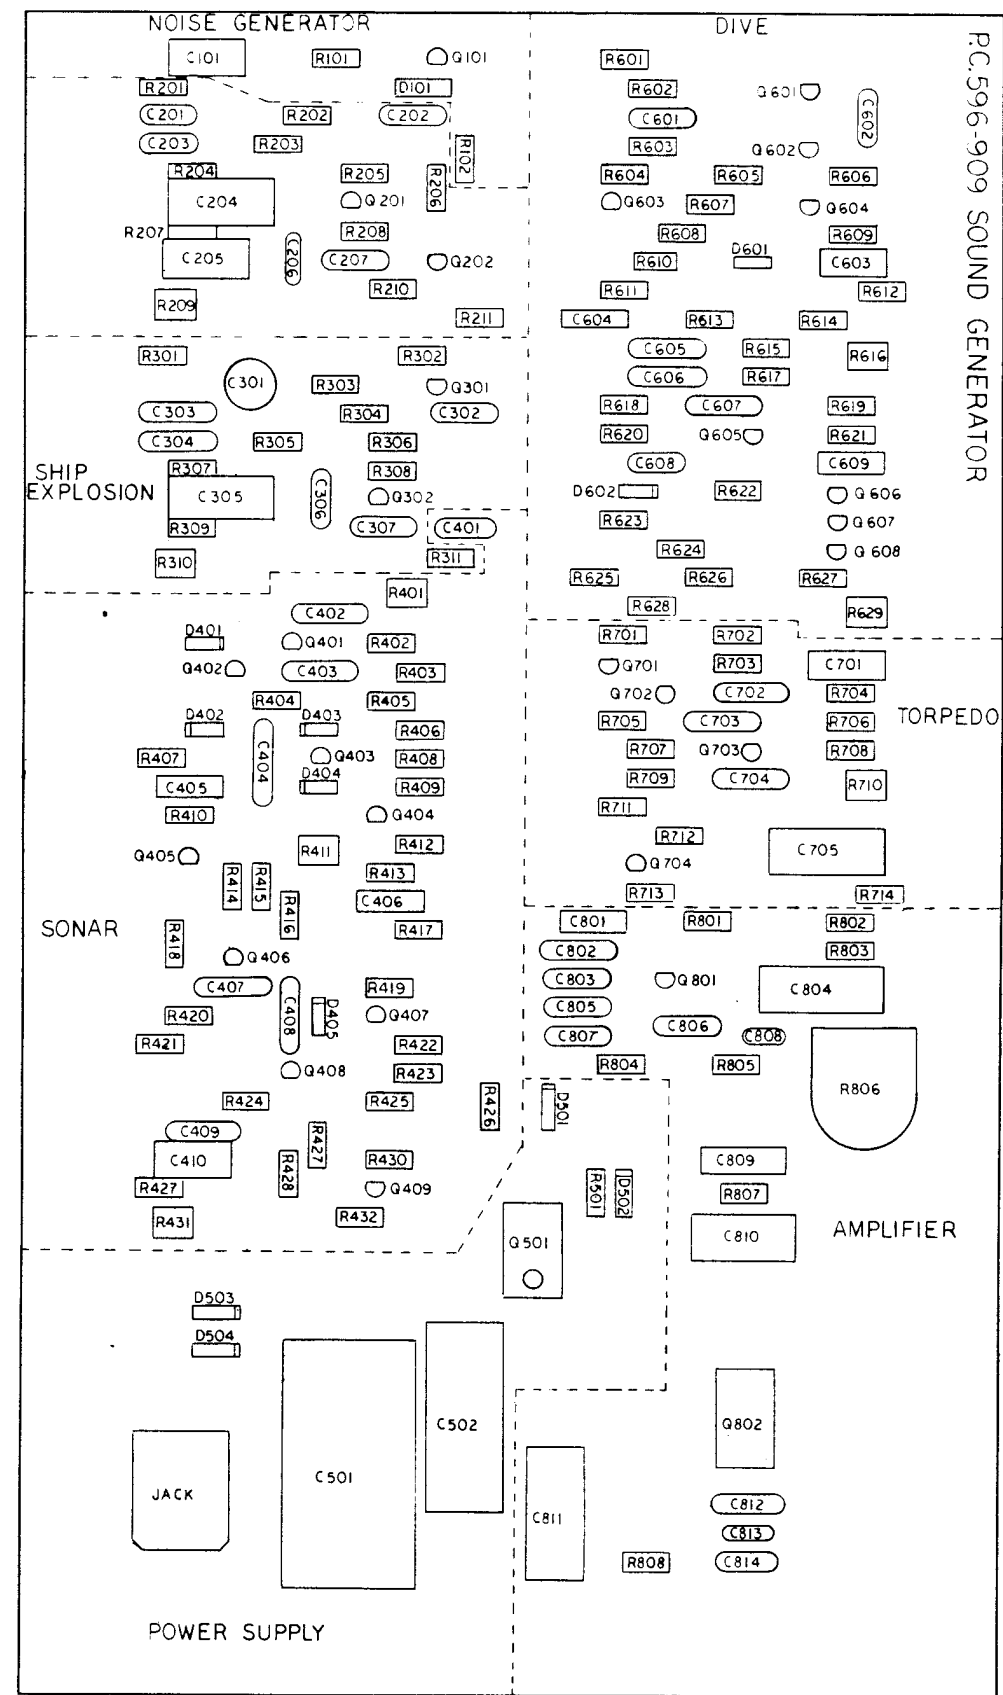 NOISE GENERATOR
C101
R101
Q101
R201
D101
C201
R202
C202
C203
R203
R102
R204
R205
R206
C204
Q201
R207
R208
C205
C206
C207
Q202
R210
R209
R211
R301
R302
C301
R303
Q301
C303
R304
C302
C304
R305
R306
SHIP
EXPLOSION
R307
R308
C305
C306
Q302
R309
C307
C401
R310
R311
R401
C402
D401
Q401
R402
Q402
C403
R403
R404
R405
D402
D403
R406
C404
R407
Q403
R408
D404
C405
R409
R410
Q404
R412
Q405
R411
R413
R414
R415
R416
C406
SONAR
R418
R417
Q406
C407
C408
R419
D405
R420
Q407
R421
R422
Q408
R423
R424
R425
R426
C409
R427
C410
R428
R430
R427
Q409
R431
R432
D503
D504
C501
C502
JACK
POWER SUPPLY
DIVE
P.C.596-909 SOUND GENERATOR
R601
R602
Q601
C601
C602
R603
Q602
R604
R605
R606
Q603
R607
Q604
R608
R609
R610
D601
C603
R611
R612
C604
R613
R614
C605
R615
R616
C606
R617
R618
C607
R619
R620
Q605
R621
C608
C609
D602
R622
Q606
R623
Q607
R624
Q608
R625
R626
R627
R628
R629
R701
R702
Q701
R703
C701
Q702
C702
R704
R705
C703
R706
TORPEDO
R707
Q703
R708
R709
C704
R710
R711
R712
C705
Q704
R713
R714
C801
R801
R802
C802
R803
C803
Q801
C804
C805
C806
C807
C808
R804
R805
R806
D501
C809
R501
D502
R807
Q501
C810
AMPLIFIER
Q802
C811
C812
C813
R808
C814